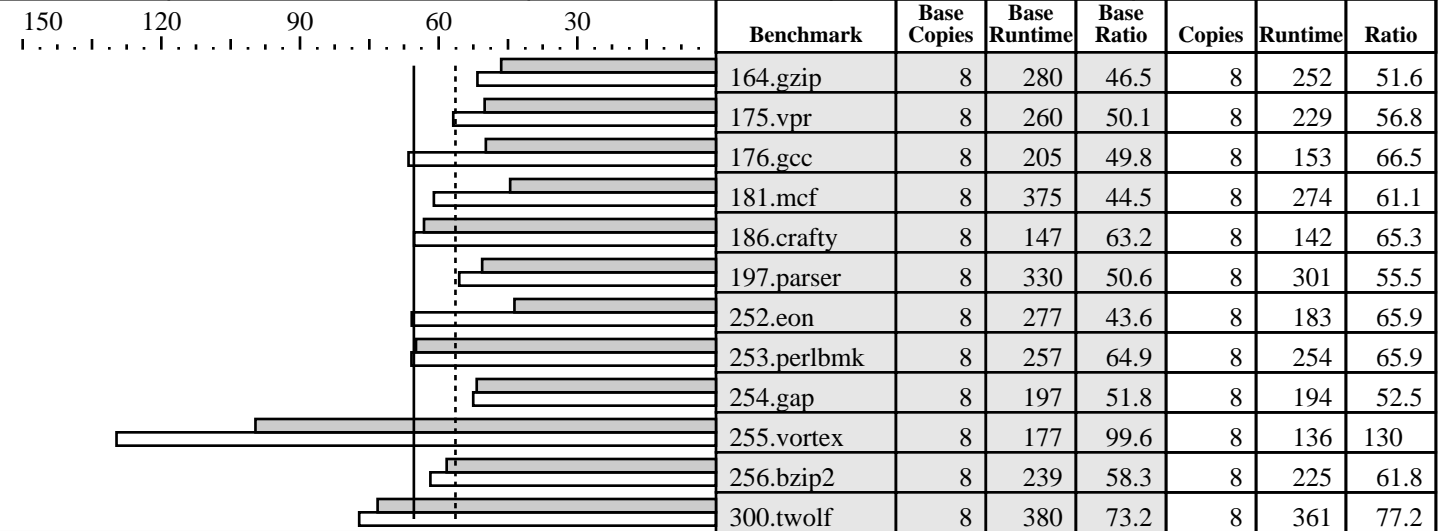 150 120 90 60 30
Benchmark Base Copies Base Runtime Base Ratio Copies Runtime Ratio
164.gzip 8 280 46.5 8 252 51.6
175.vpr 8 260 50.1 8 229 56.8
176.gcc 8 205 49.8 8 153 66.5
181.mcf 8 375 44.5 8 274 61.1
186.crafty 8 147 63.2 8 142 65.3
197.parser 8 330 50.6 8 301 55.5
252.eon 8 277 43.6 8 183 65.9
253.perlbmk 8 257 64.9 8 254 65.9
254.gap 8 197 51.8 8 194 52.5
255.vortex 8 177 99.6 8 136 130
256.bzip2 8 239 58.3 8 225 61.8
300.twolf 8 380 73.2 8 361 77.2